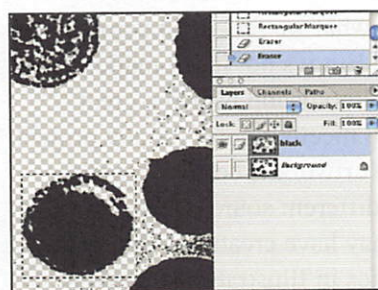 Rectangular Marquee
Rectangular Marquee
Eraser
Eraser
Layers Channels Paths
Normal Opacity: 100%
Lock: Fill: 100%
black
Background